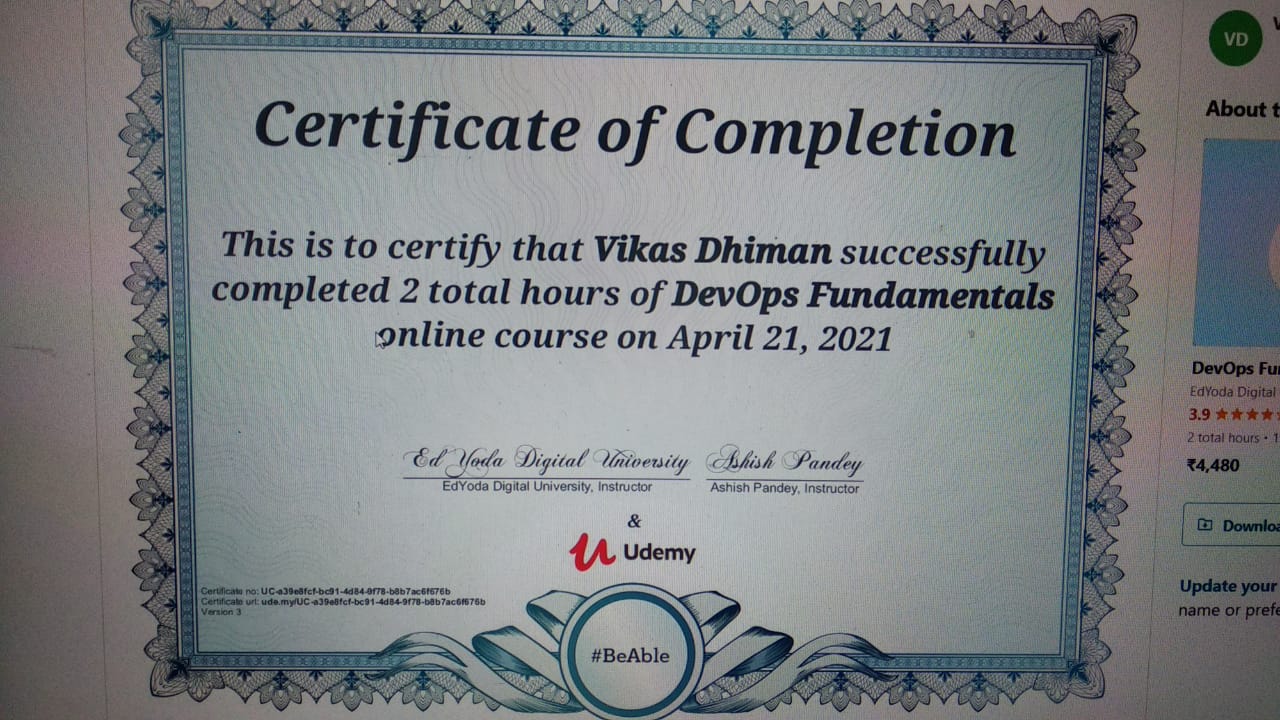 Certificate of Completion
This is to certify that Vikas Dhiman successfully
completed 2 total hours of DevOps Fundamentals
online course on April 21, 2021
Ed Yoda Digital University
EdYoda Digital University, Instructor
Ashish Pandey
Ashish Pandey, Instructor
&
Udemy
Certificate no: UC-a39e8fcf-bc91-4d84-9f78-b8b7ac6f676b
Certificate url: ude.my/UC-a39e8fcf-bc91-4d84-9f78-b8b7ac6f676b
Version 3
#BeAble
VD
About t
DevOps Fu
EdYoda Digital
3.9
2 total hours • 1
₹4,480
Downloa
Update your
name or prefe